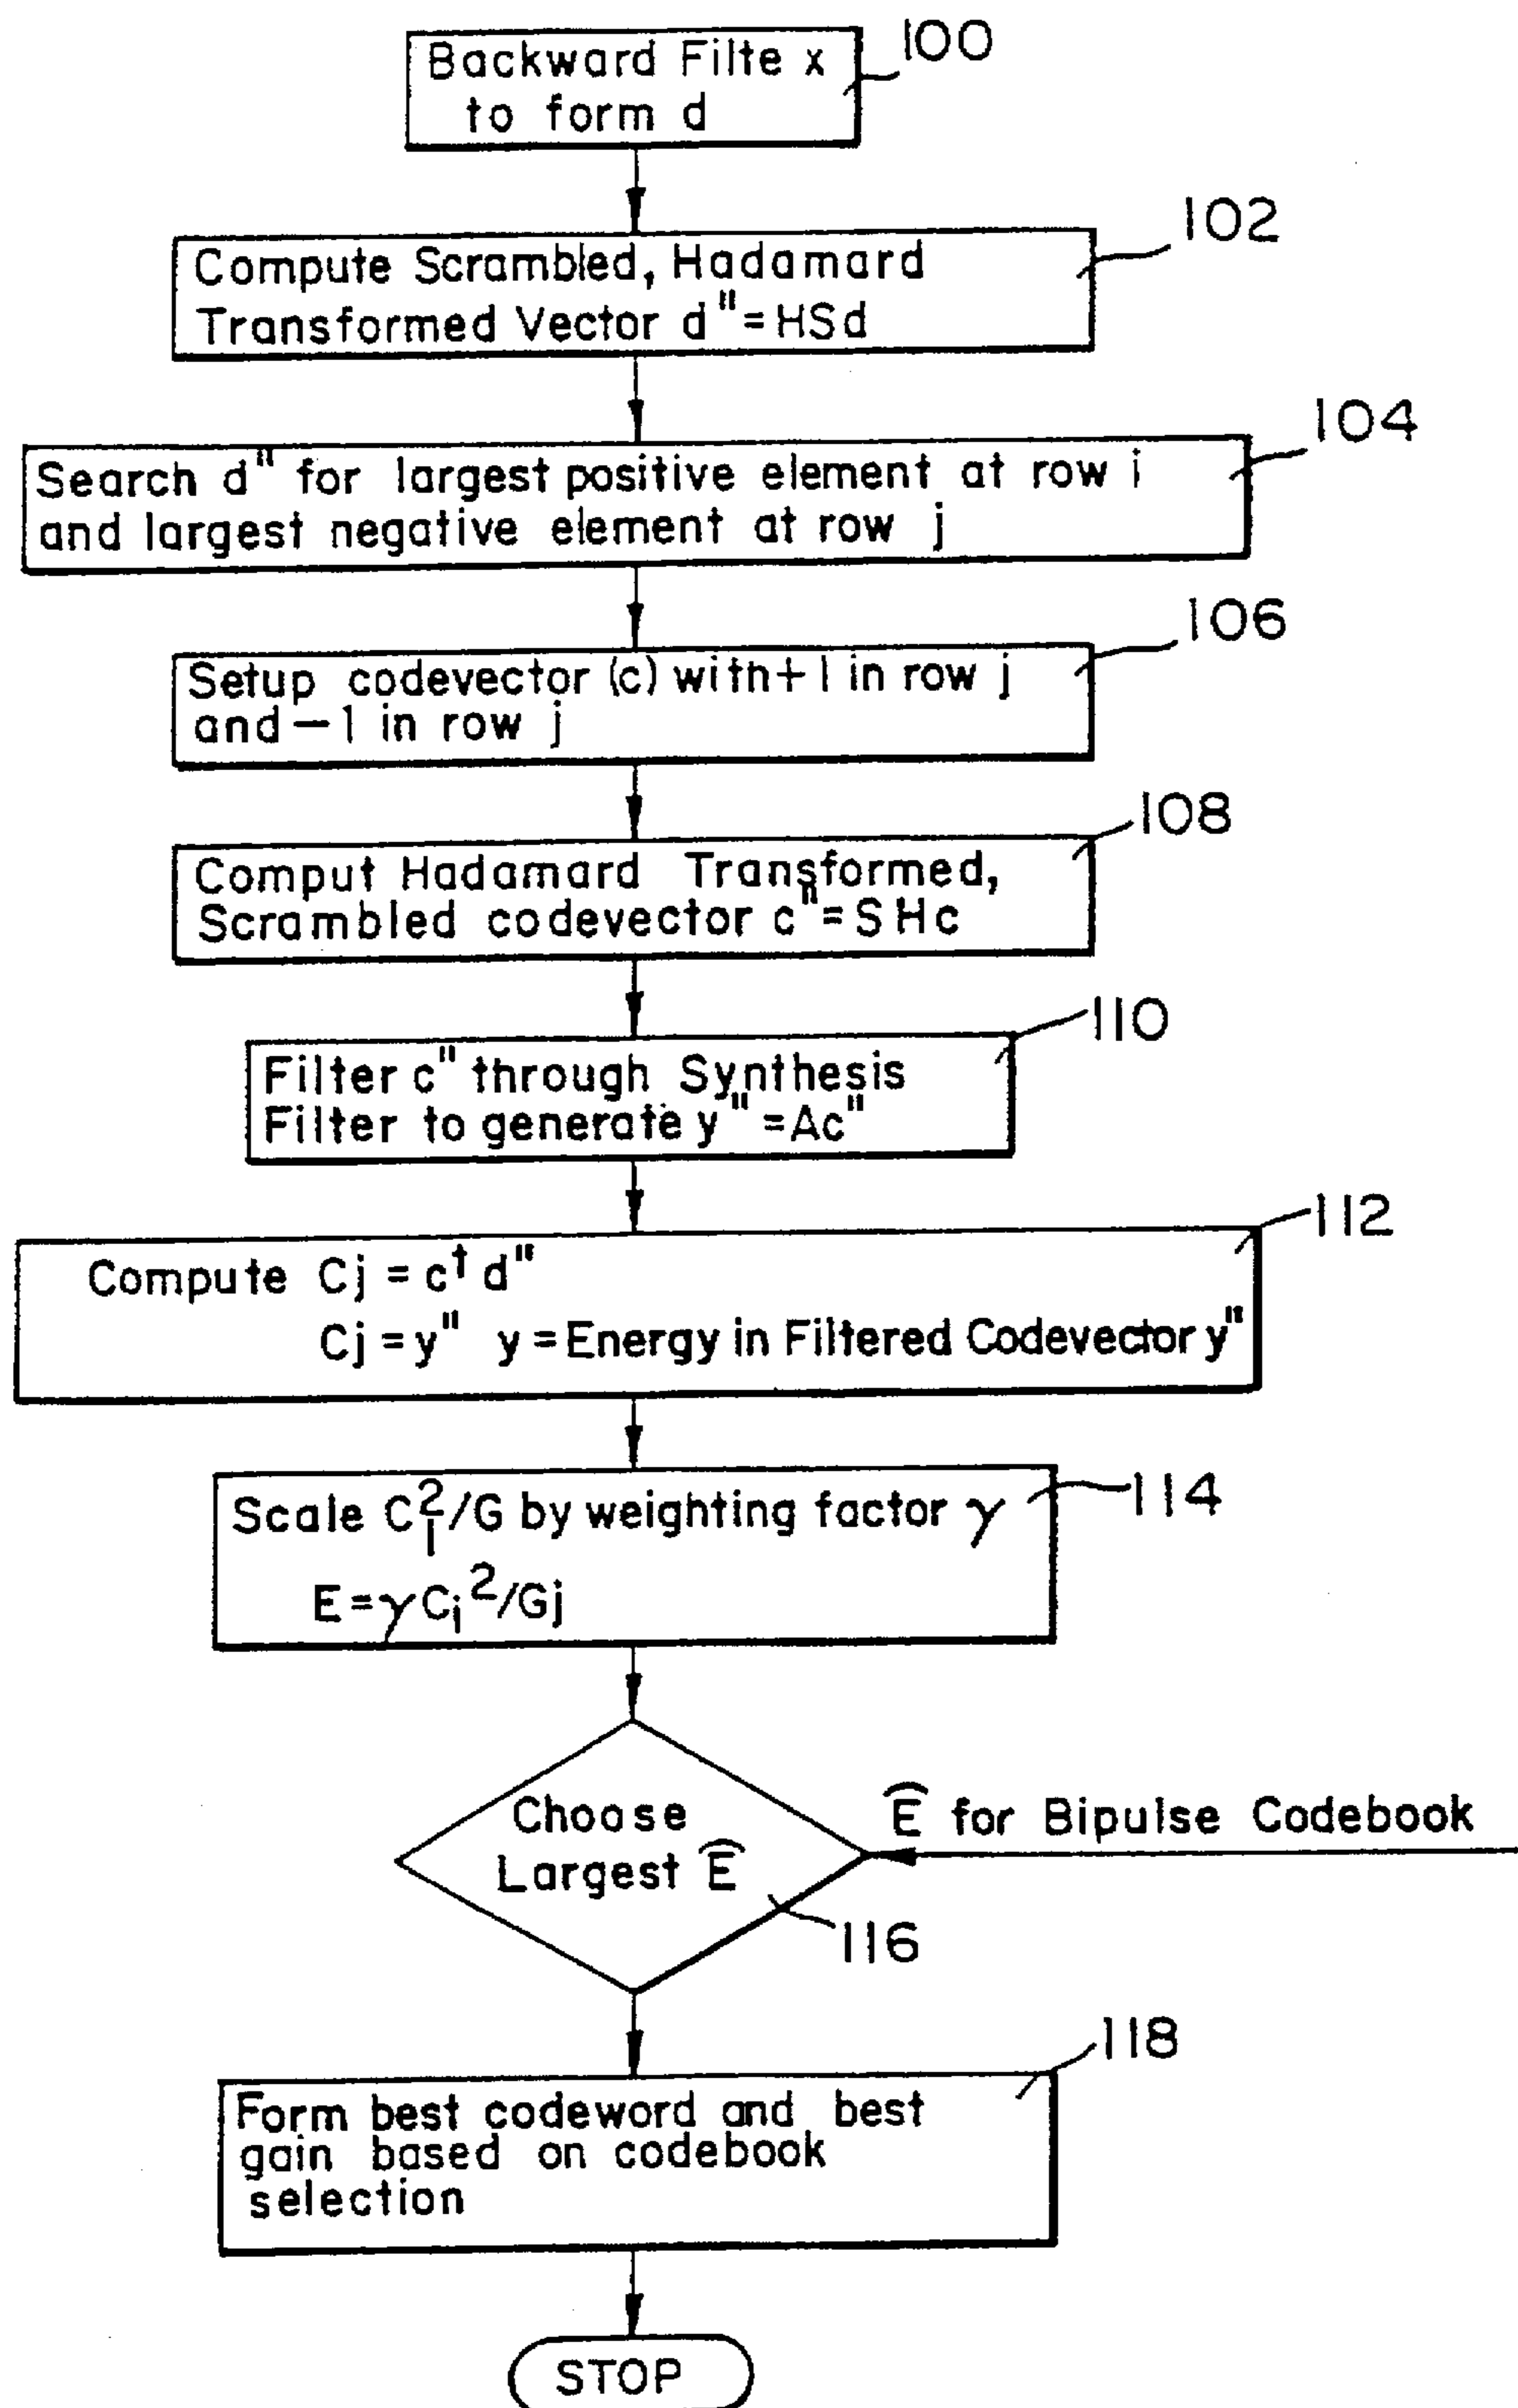 Backward Filte x
to form d
100
Compute Scrambled, Hadamard
Transformed Vector d" = HSd
102
Search d" for largest positive element at row i
and largest negative element at row j
104
Setup codevector (c) with +1 in row j
and -1 in row j
106
Comput Hadamard Transformed,
Scrambled codevector c" = SHc
108
Filter c" through Synthesis
Filter to generate y" = Ac"
110
Compute Cj = c† d"
Cj = y" y = Energy in Filtered Codevector y"
112
Scale Ci²/G by weighting factor γ
E = γCi²/Gj
114
Choose
Largest Ê
116
Ê for Bipulse Codebook
Form best codeword and best
gain based on codebook
selection
118
STOP